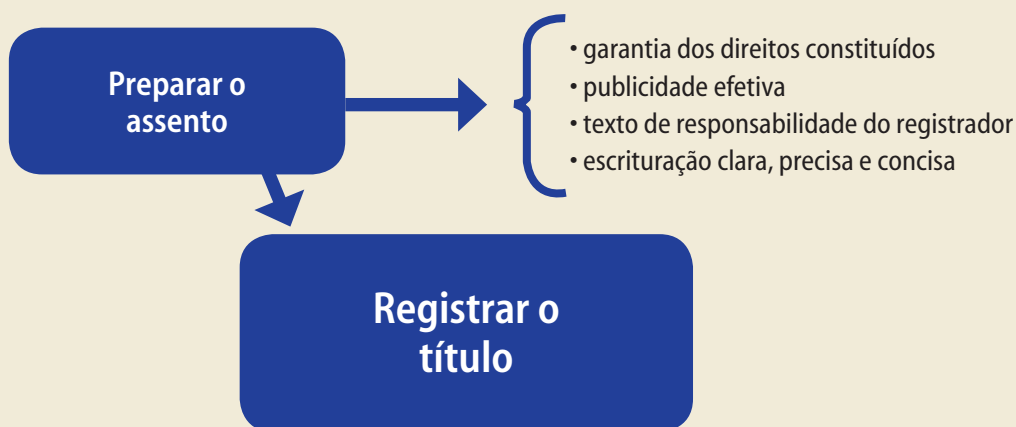 Preparar o
assento
• garantia dos direitos constituídos
• publicidade efetiva
• texto de responsabilidade do registrador
• escrituração clara, precisa e concisa
Registrar o
título